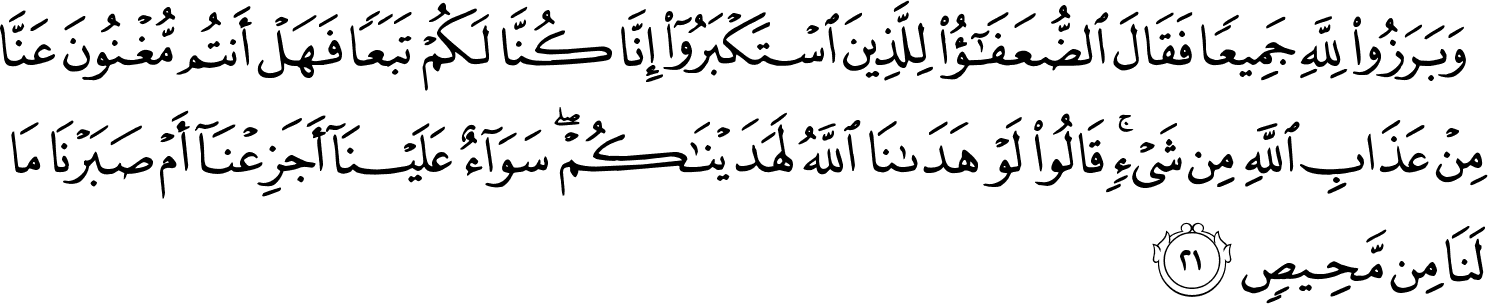 وَبَرَزُوا۟ لِلَّهِ جَمِيعًا فَقَالَ ٱلضُّعَفَـٰٓؤُا۟ لِلَّذِينَ ٱسْتَكْبَرُوٓا۟ إِنَّا كُنَّا لَكُمْ تَبَعًا فَهَلْ أَنتُم مُّغْنُونَ عَنَّا
مِنْ عَذَابِ ٱللَّهِ مِن شَىْءٍ ۚ قَالُوا۟ لَوْ هَدَىٰنَا ٱللَّهُ لَهَدَيْنَـٰكُمْ ۖ سَوَآءٌ عَلَيْنَآ أَجَزِعْنَآ أَمْ صَبَرْنَا مَا
لَنَا مِن مَّحِيصٍ ٢١